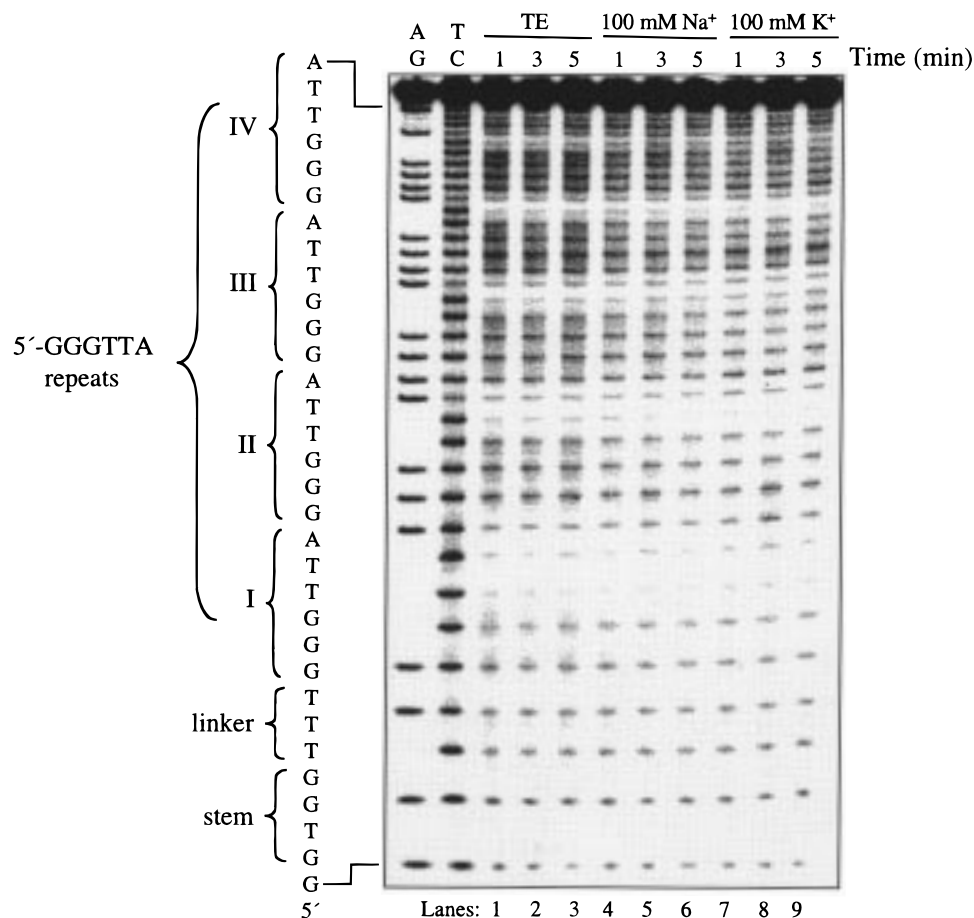 A T TE 100 mM Na⁺ 100 mM K⁺
G C 1 3 5 1 3 5 1 3 5 Time (min)
A
T
T
IV
G
G
G
A
T
T
III
G
G
G
5´-GGGTTA
repeats
A
T
T
II
G
G
G
A
T
T
I
G
G
G
T
linker
T
T
G
G
stem
T
G
G
5´
Lanes: 1 2 3 4 5 6 7 8 9